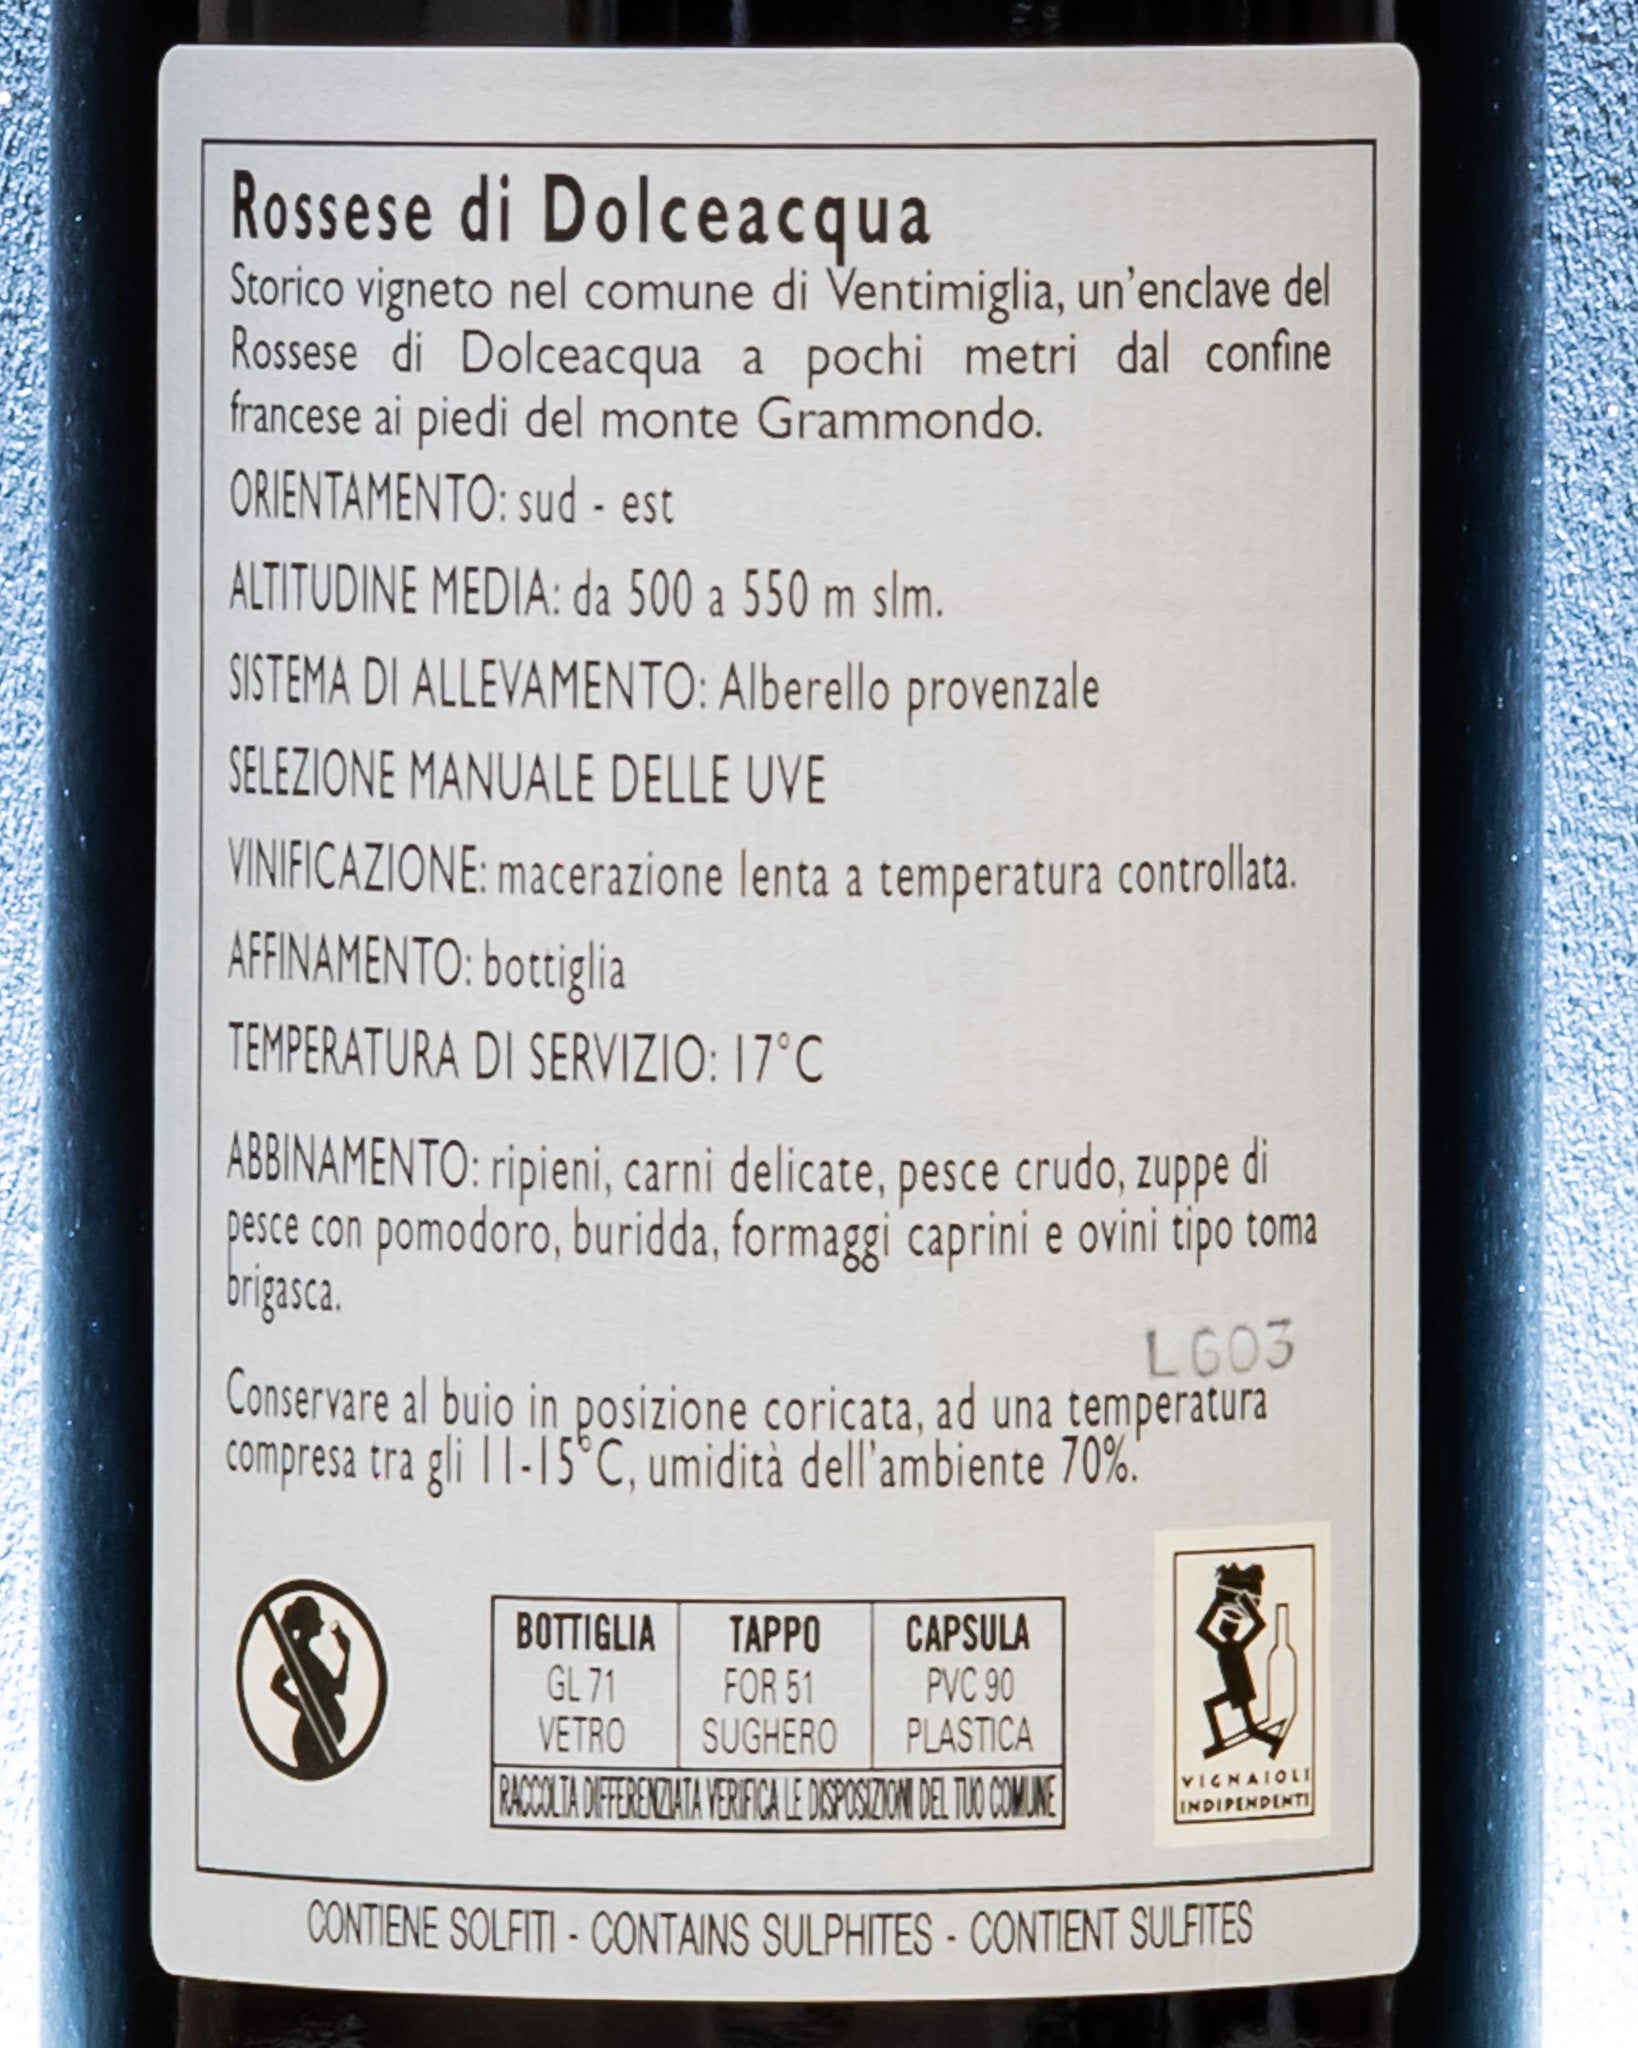 Rossese di Dolceacqua
Storico vigneto nel comune di Ventimiglia, un'enclave del
Rossese di Dolceacqua a pochi metri dal confine
francese ai piedi del monte Grammondo.
ORIENTAMENTO: sud - est
ALTITUDINE MEDIA: da 500 a 550 m slm.
SISTEMA DI ALLEVAMENTO: Alberello provenzale
SELEZIONE MANUALE DELLE UVE
VINIFICAZIONE: macerazione lenta a temperatura controllata.
AFFINAMENTO: bottiglia
TEMPERATURA DI SERVIZIO: 17°C
ABBINAMENTO: ripieni, carni delicate, pesce crudo, zuppe di
pesce con pomodoro, buridda, formaggi caprini e ovini tipo toma
brigasca.
LG03
Conservare al buio in posizione coricata, ad una temperatura
compresa tra gli 11-15°C, umidità dell'ambiente 70%.
BOTTIGLIA TAPPO CAPSULA
GL 71 FOR 51 PVC 90
VETRO SUGHERO PLASTICA
RACCOLTA DIFFERENZIATA VERIFICA LE DISPOSIZIONI DEL TUO COMUNE
VIGNAIOLI
INDIPENDENTI
CONTIENE SOLFITI - CONTAINS SULPHITES - CONTIENT SULFITES